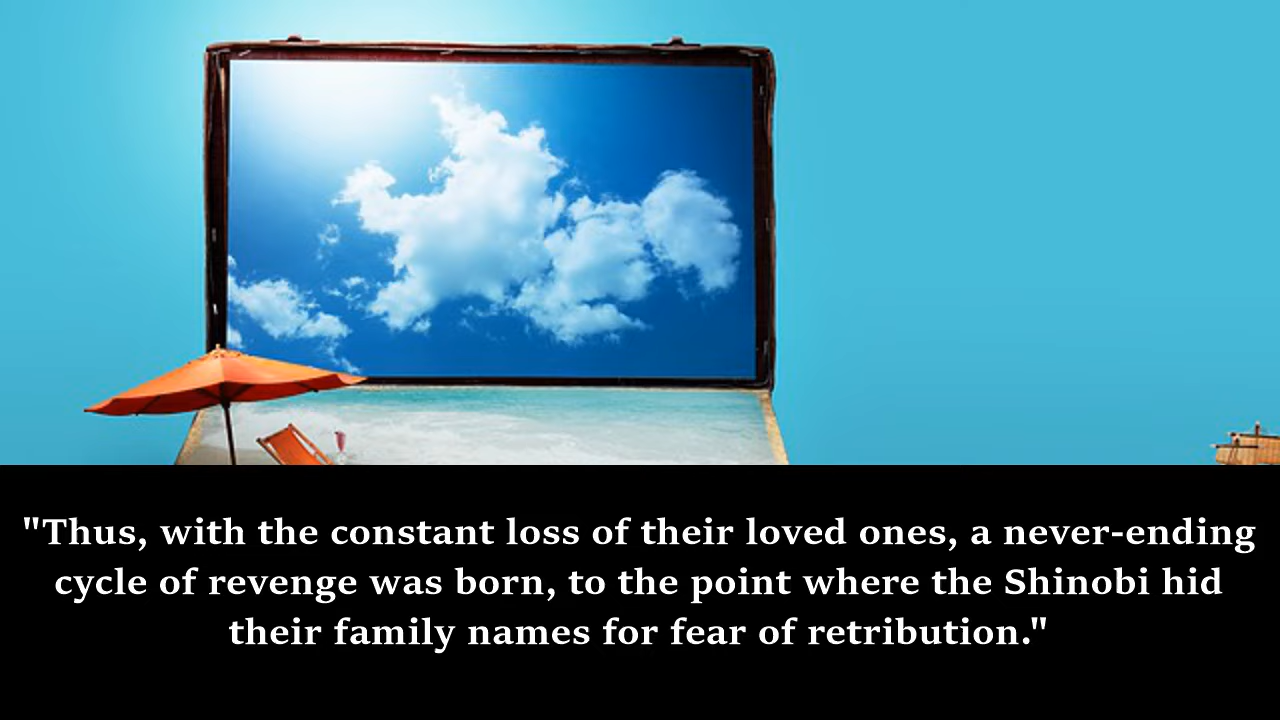 "Thus, with the constant loss of their loved ones, a never-ending
cycle of revenge was born, to the point where the Shinobi hid
their family names for fear of retribution."